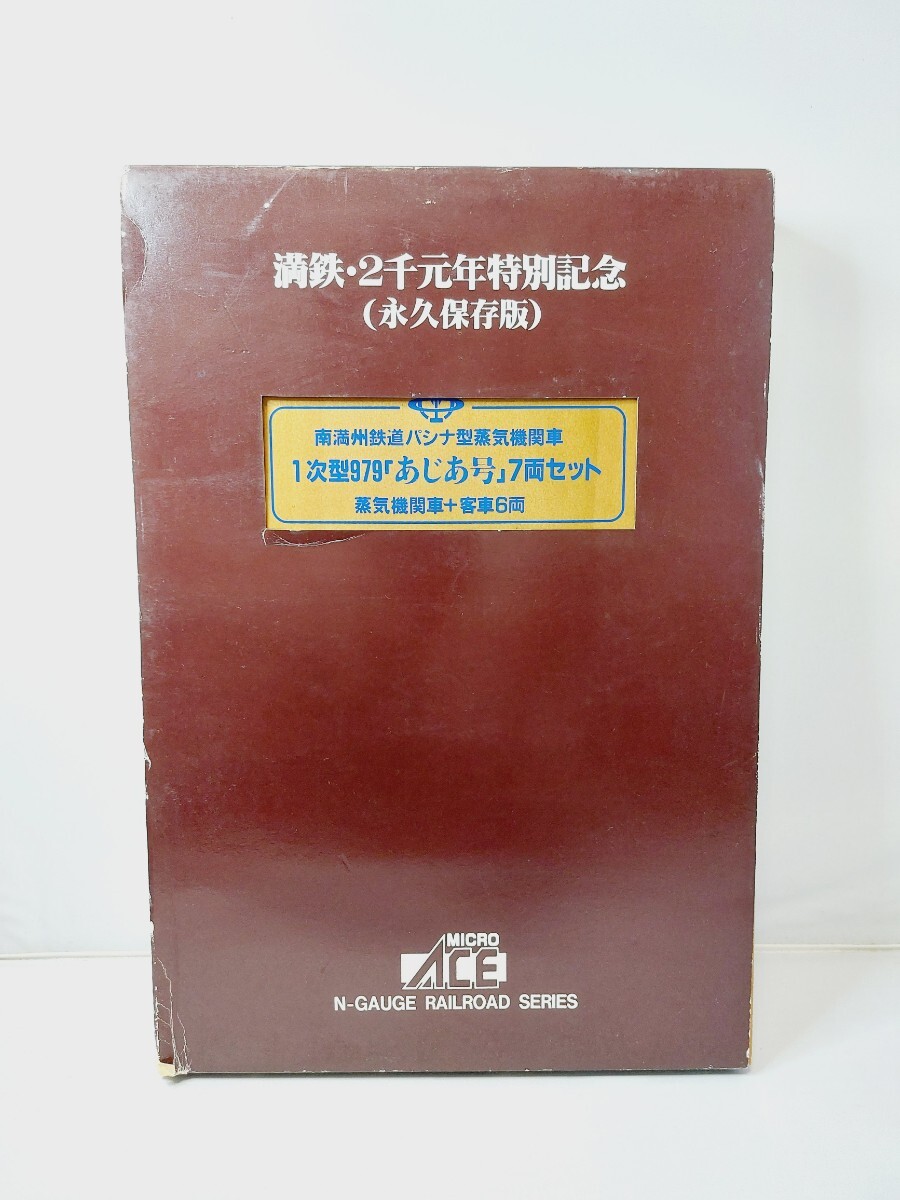 満鉄・2千元年特別記念
(永久保存版)
南満州鉄道パシナ型蒸気機関車
1次型979「あじあ号」7両セット
蒸気機関車+客車6両
MICRO
ACE
N-GAUGE RAILROAD SERIES